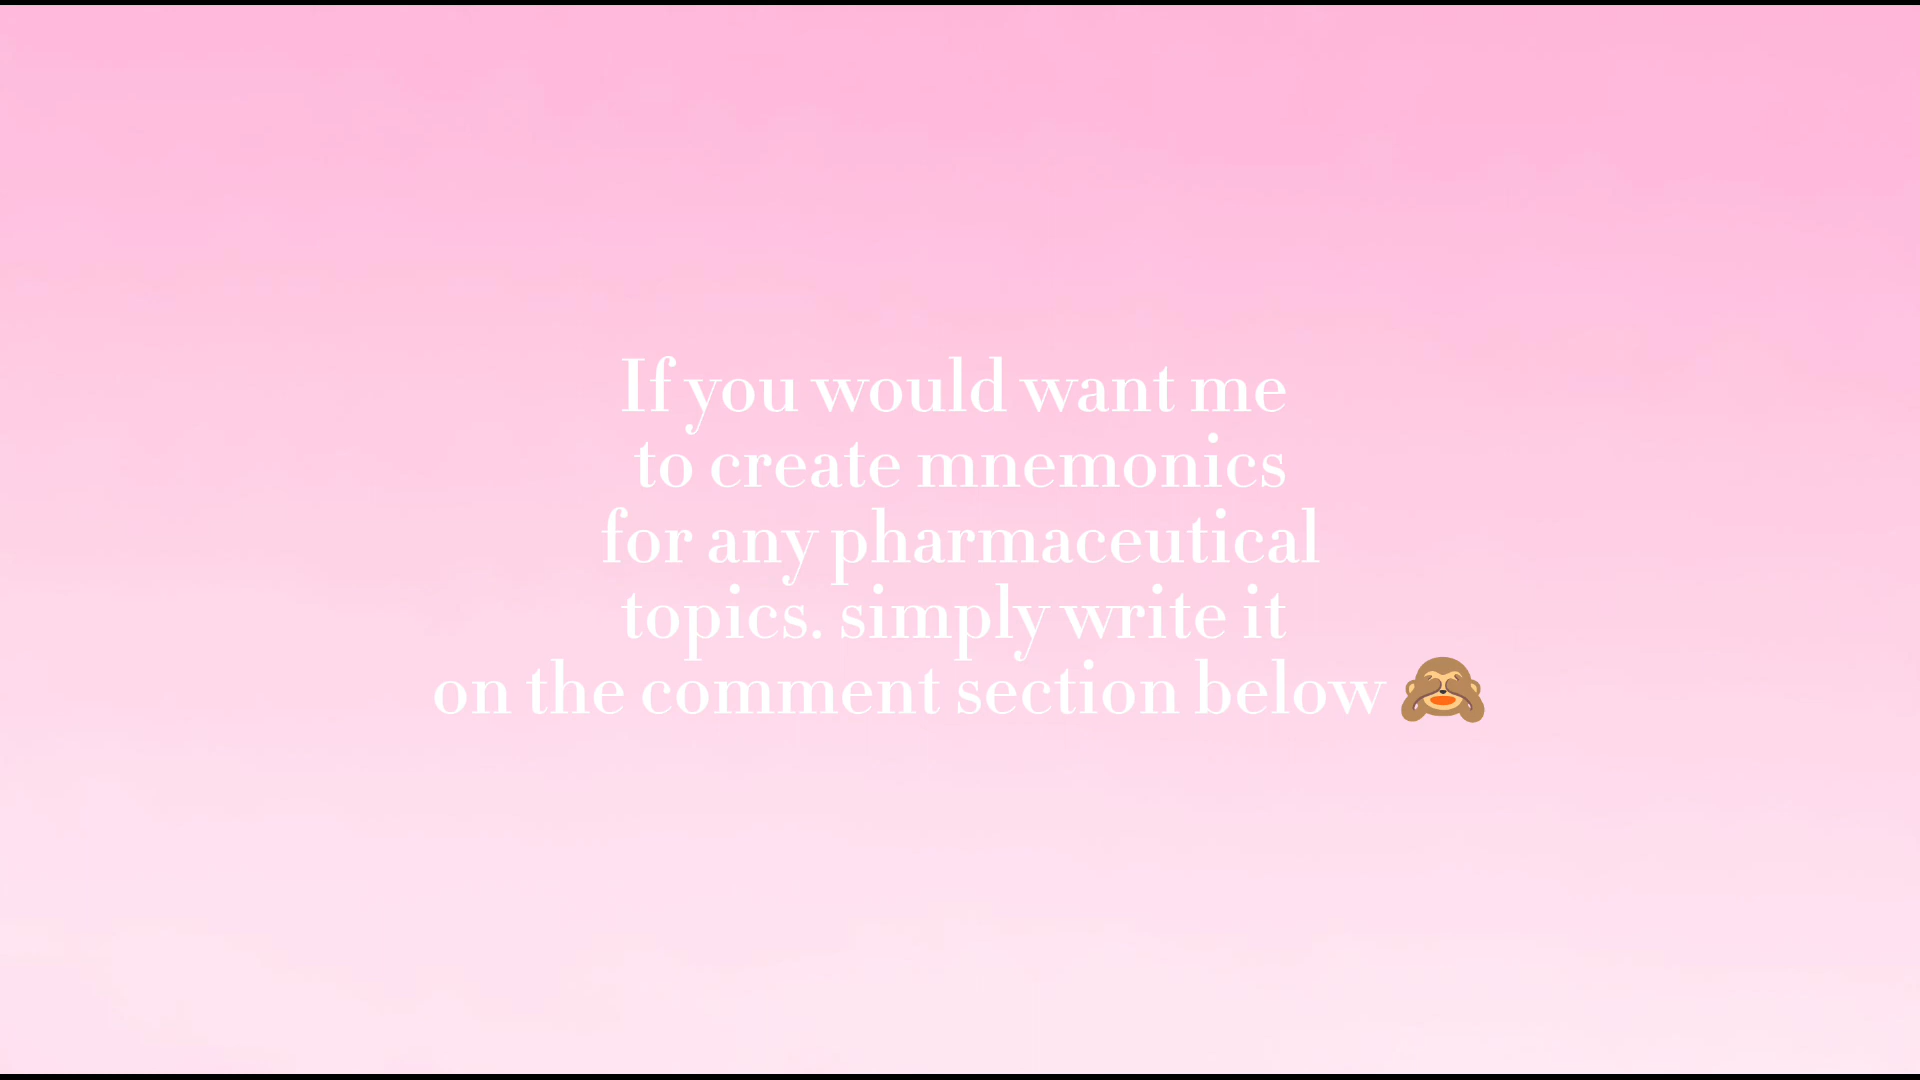 If you would want me
to create mnemonics
for any pharmaceutical
topics. simply write it
on the comment section below 🙈